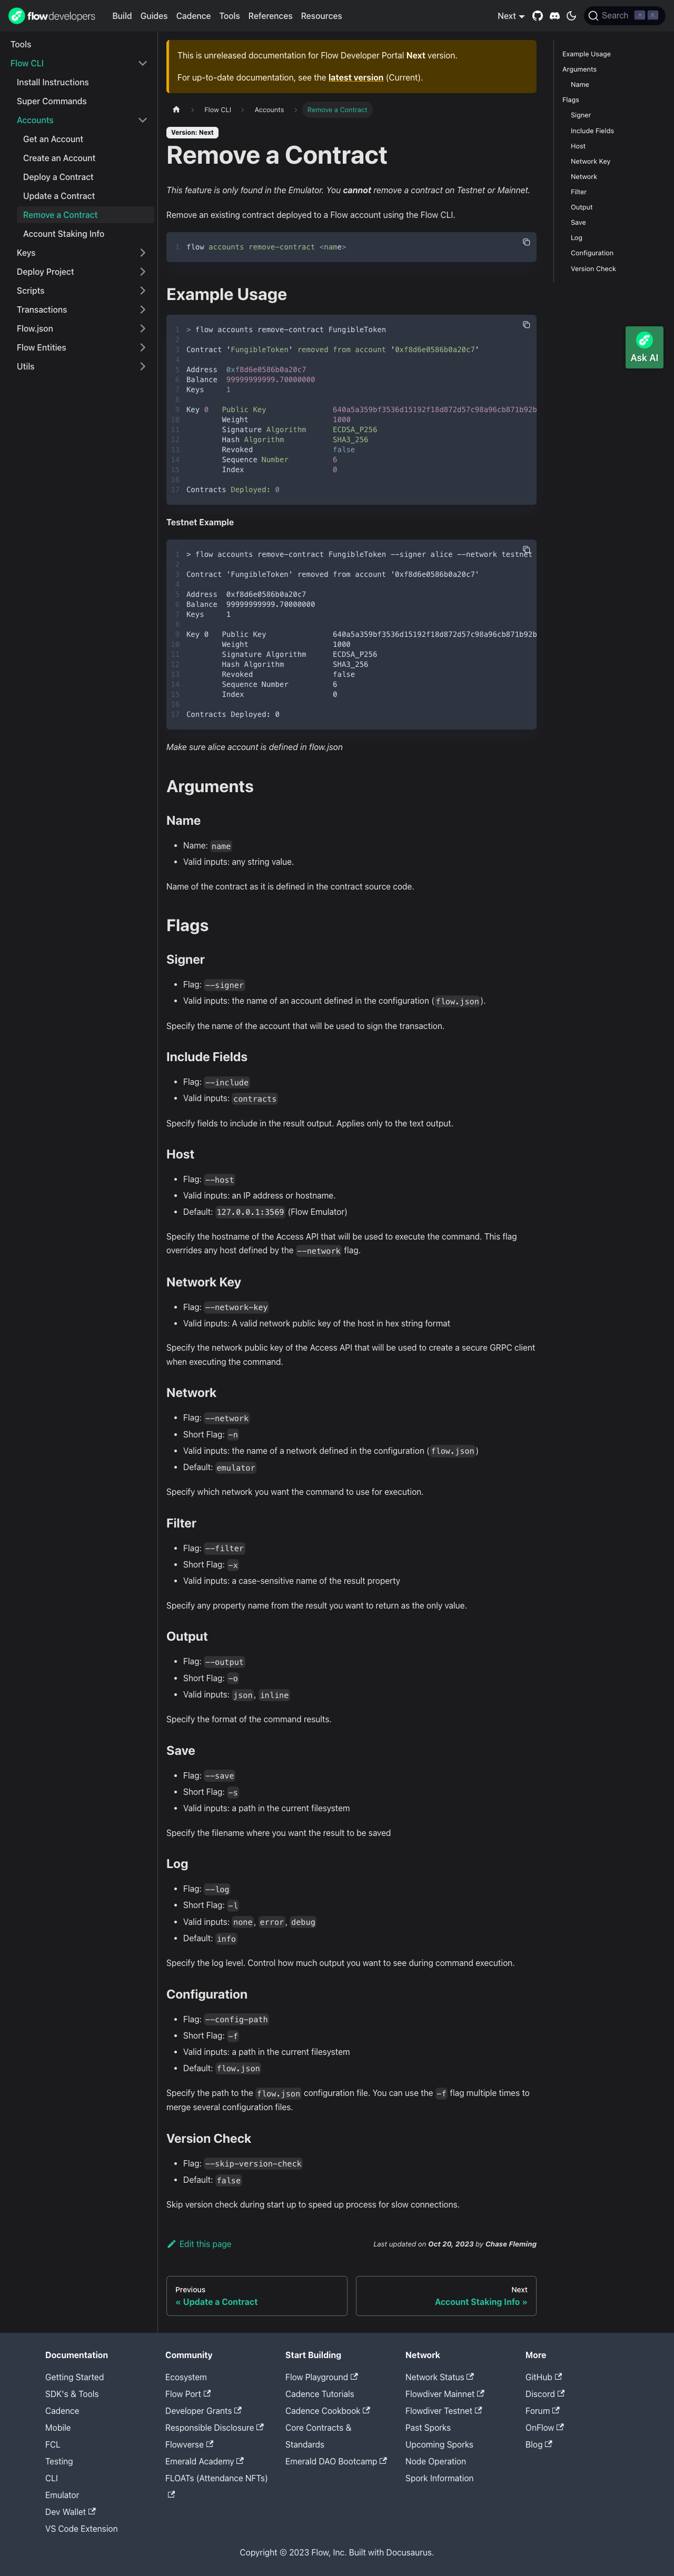 flowdevelopers
Build Guides Cadence Tools References Resources
Next
Search
Tools
Flow CLI
Install Instructions
Super Commands
Accounts
Get an Account
Create an Account
Deploy a Contract
Update a Contract
Remove a Contract
Account Staking Info
Keys
Deploy Project
Scripts
Transactions
Flow.json
Flow Entities
Utils
This is unreleased documentation for Flow Developer Portal Next version.
For up-to-date documentation, see the latest version (Current).
Flow CLI
Accounts
Remove a Contract
Version: Next
Remove a Contract
This feature is only found in the Emulator. You cannot remove a contract on Testnet or Mainnet.
Remove an existing contract deployed to a Flow account using the Flow CLI.
1 flow accounts remove-contract <name>
Example Usage
1 > flow accounts remove-contract FungibleToken
2
3 Contract 'FungibleToken' removed from account '0xf8d6e0586b0a20c7'
4
5 Address 0xf8d6e0586b0a20c7
6 Balance 99999999999.70000000
7 Keys 1
8
9 Key 0 Public Key 640a5a359bf3536d15192f18d872d57c98a96cb871b92b
10 Weight 1000
11 Signature Algorithm ECDSA_P256
12 Hash Algorithm SHA3_256
13 Revoked false
14 Sequence Number 6
15 Index 0
16
17 Contracts Deployed: 0
Testnet Example
1 > flow accounts remove-contract FungibleToken --signer alice --network testnet
2
3 Contract 'FungibleToken' removed from account '0xf8d6e0586b0a20c7'
4
5 Address 0xf8d6e0586b0a20c7
6 Balance 99999999999.70000000
7 Keys 1
8
9 Key 0 Public Key 640a5a359bf3536d15192f18d872d57c98a96cb871b92b
10 Weight 1000
11 Signature Algorithm ECDSA_P256
12 Hash Algorithm SHA3_256
13 Revoked false
14 Sequence Number 6
15 Index 0
16
17 Contracts Deployed: 0
Make sure alice account is defined in flow.json
Arguments
Name
• Name: name
• Valid inputs: any string value.
Name of the contract as it is defined in the contract source code.
Flags
Signer
• Flag: --signer
• Valid inputs: the name of an account defined in the configuration (flow.json).
Specify the name of the account that will be used to sign the transaction.
Include Fields
• Flag: --include
• Valid inputs: contracts
Specify fields to include in the result output. Applies only to the text output.
Host
• Flag: --host
• Valid inputs: an IP address or hostname.
• Default: 127.0.0.1:3569 (Flow Emulator)
Specify the hostname of the Access API that will be used to execute the command. This flag
overrides any host defined by the --network flag.
Network Key
• Flag: --network-key
• Valid inputs: A valid network public key of the host in hex string format
Specify the network public key of the Access API that will be used to create a secure GRPC client
when executing the command.
Network
• Flag: --network
• Short Flag: -n
• Valid inputs: the name of a network defined in the configuration (flow.json)
• Default: emulator
Specify which network you want the command to use for execution.
Filter
• Flag: --filter
• Short Flag: -x
• Valid inputs: a case-sensitive name of the result property
Specify any property name from the result you want to return as the only value.
Output
• Flag: --output
• Short Flag: -o
• Valid inputs: json, inline
Specify the format of the command results.
Save
• Flag: --save
• Short Flag: -s
• Valid inputs: a path in the current filesystem
Specify the filename where you want the result to be saved
Log
• Flag: --log
• Short Flag: -l
• Valid inputs: none, error, debug
• Default: info
Specify the log level. Control how much output you want to see during command execution.
Configuration
• Flag: --config-path
• Short Flag: -f
• Valid inputs: a path in the current filesystem
• Default: flow.json
Specify the path to the flow.json configuration file. You can use the -f flag multiple times to
merge several configuration files.
Version Check
• Flag: --skip-version-check
• Default: false
Skip version check during start up to speed up process for slow connections.
Edit this page
Last updated on Oct 20, 2023 by Chase Fleming
Previous
« Update a Contract
Next
Account Staking Info »
Example Usage
Arguments
Name
Flags
Signer
Include Fields
Host
Network Key
Network
Filter
Output
Save
Log
Configuration
Version Check
Ask AI
Documentation
Getting Started
SDK's & Tools
Cadence
Mobile
FCL
Testing
CLI
Emulator
Dev Wallet
VS Code Extension
Community
Ecosystem
Flow Port
Developer Grants
Responsible Disclosure
Flowverse
Emerald Academy
FLOATs (Attendance NFTs)
Start Building
Flow Playground
Cadence Tutorials
Cadence Cookbook
Core Contracts &
Standards
Emerald DAO Bootcamp
Network
Network Status
Flowdiver Mainnet
Flowdiver Testnet
Past Sporks
Upcoming Sporks
Node Operation
Spork Information
More
GitHub
Discord
Forum
OnFlow
Blog
Copyright © 2023 Flow, Inc. Built with Docusaurus.